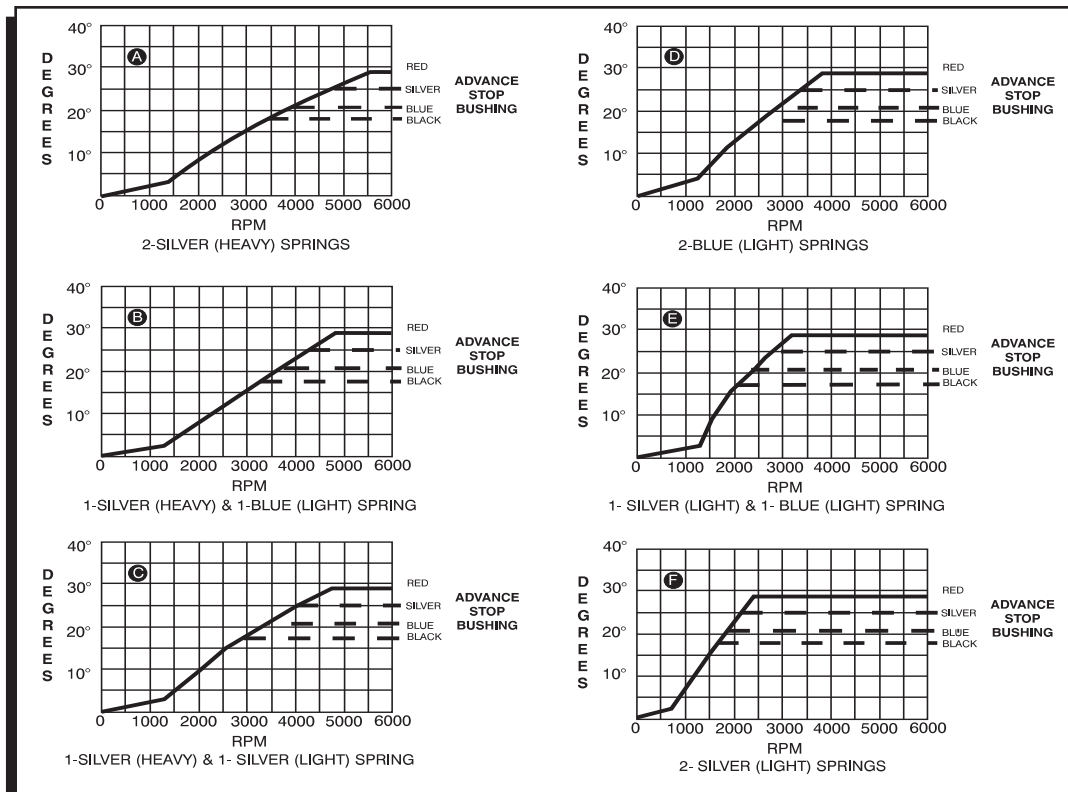 A
40°
30°
20°
10°
DEGREES
RED
SILVER
BLUE
BLACK
ADVANCE
STOP
BUSHING
0 1000 2000 3000 4000 5000 6000
RPM
2-SILVER (HEAVY) SPRINGS
B
40°
30°
20°
10°
DEGREES
RED
SILVER
BLUE
BLACK
ADVANCE
STOP
BUSHING
0 1000 2000 3000 4000 5000 6000
RPM
1-SILVER (HEAVY) & 1-BLUE (LIGHT) SPRING
C
40°
30°
20°
10°
DEGREES
RED
SILVER
BLUE
BLACK
ADVANCE
STOP
BUSHING
0 1000 2000 3000 4000 5000 6000
RPM
1-SILVER (HEAVY) & 1- SILVER (LIGHT) SPRING
D
40°
30°
20°
10°
DEGREES
RED
SILVER
BLUE
BLACK
ADVANCE
STOP
BUSHING
0 1000 2000 3000 4000 5000 6000
RPM
2-BLUE (LIGHT) SPRINGS
E
40°
30°
20°
10°
DEGREES
RED
SILVER
BLUE
BLACK
ADVANCE
STOP
BUSHING
0 1000 2000 3000 4000 5000 6000
RPM
1- SILVER (LIGHT) & 1- BLUE (LIGHT) SPRING
F
40°
30°
20°
10°
DEGREES
RED
SILVER
BLUE
BLACK
ADVANCE
STOP
BUSHING
0 1000 2000 3000 4000 5000 6000
RPM
2- SILVER (LIGHT) SPRINGS